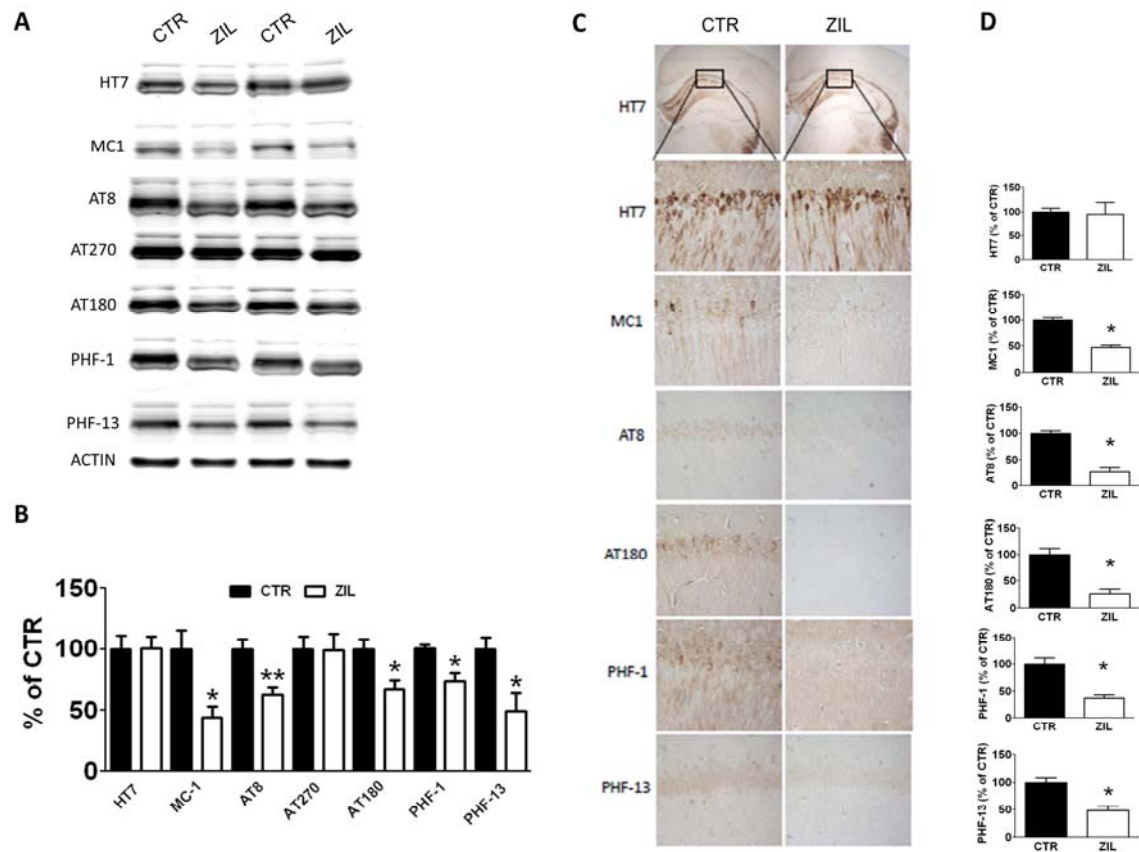 A
CTR ZIL CTR ZIL
HT7
MC1
AT8
AT270
AT180
PHF-1
PHF-13
ACTIN
B
150
100
50
0
% of CTR
CTR ZIL
*
**
*
*
*
HT7 MC-1 AT8 AT270 AT180 PHF-1 PHF-13
C
CTR ZIL
HT7
HT7
MC1
AT8
AT180
PHF-1
PHF-13
D
HT7 (% of CTR)
150
100
50
0
CTR ZIL
MC1 (% of CTR)
150
100
50
0
*
CTR ZIL
AT8 (% of CTR)
150
100
50
0
*
CTR ZIL
AT180 (% of CTR)
150
100
50
0
*
CTR ZIL
PHF-1 (% of CTR)
150
100
50
0
*
CTR ZIL
PHF-13 (% of CTR)
150
100
50
0
*
CTR ZIL